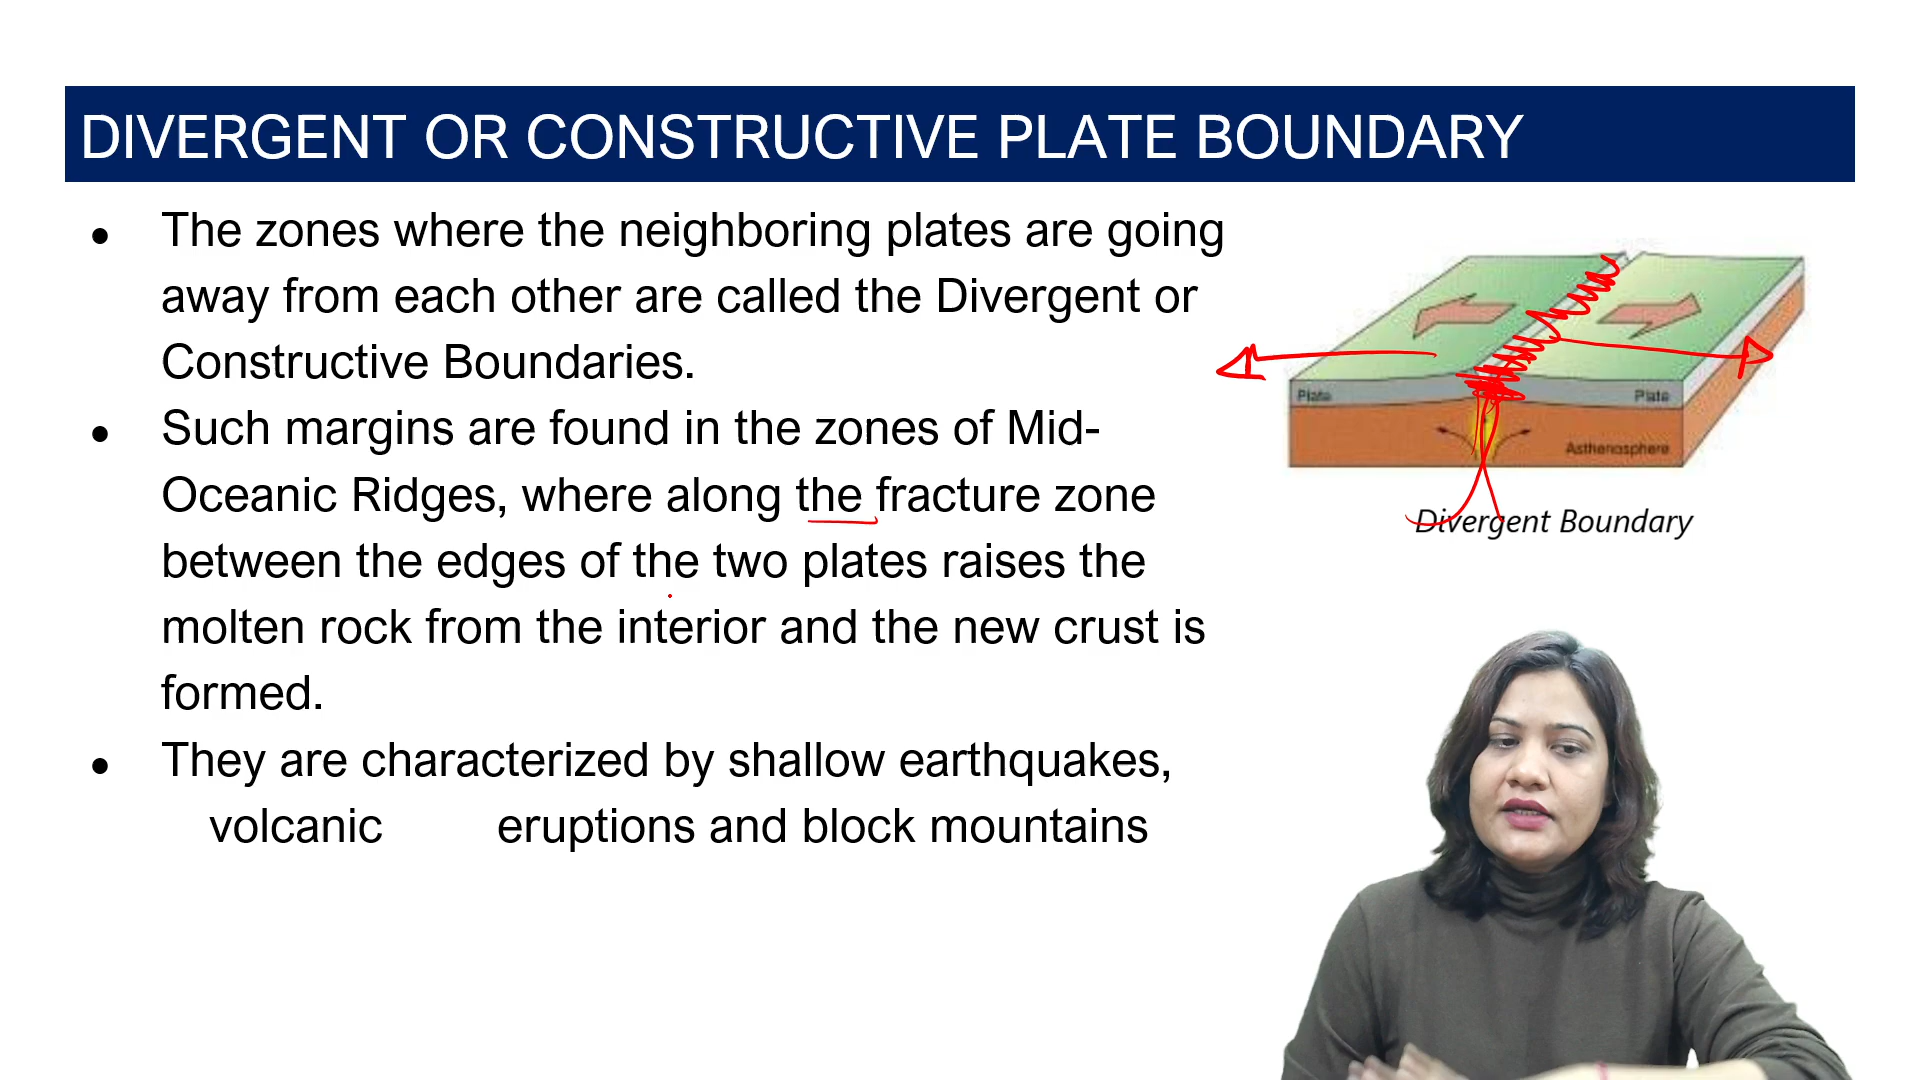 DIVERGENT OR CONSTRUCTIVE PLATE BOUNDARY
● The zones where the neighboring plates are going
away from each other are called the Divergent or
Constructive Boundaries.
● Such margins are found in the zones of Mid-
Oceanic Ridges, where along the fracture zone
between the edges of the two plates raises the
molten rock from the interior and the new crust is
formed.
● They are characterized by shallow earthquakes,
volcanic eruptions and block mountains
Plate
Plate
Asthenosphere
Divergent Boundary